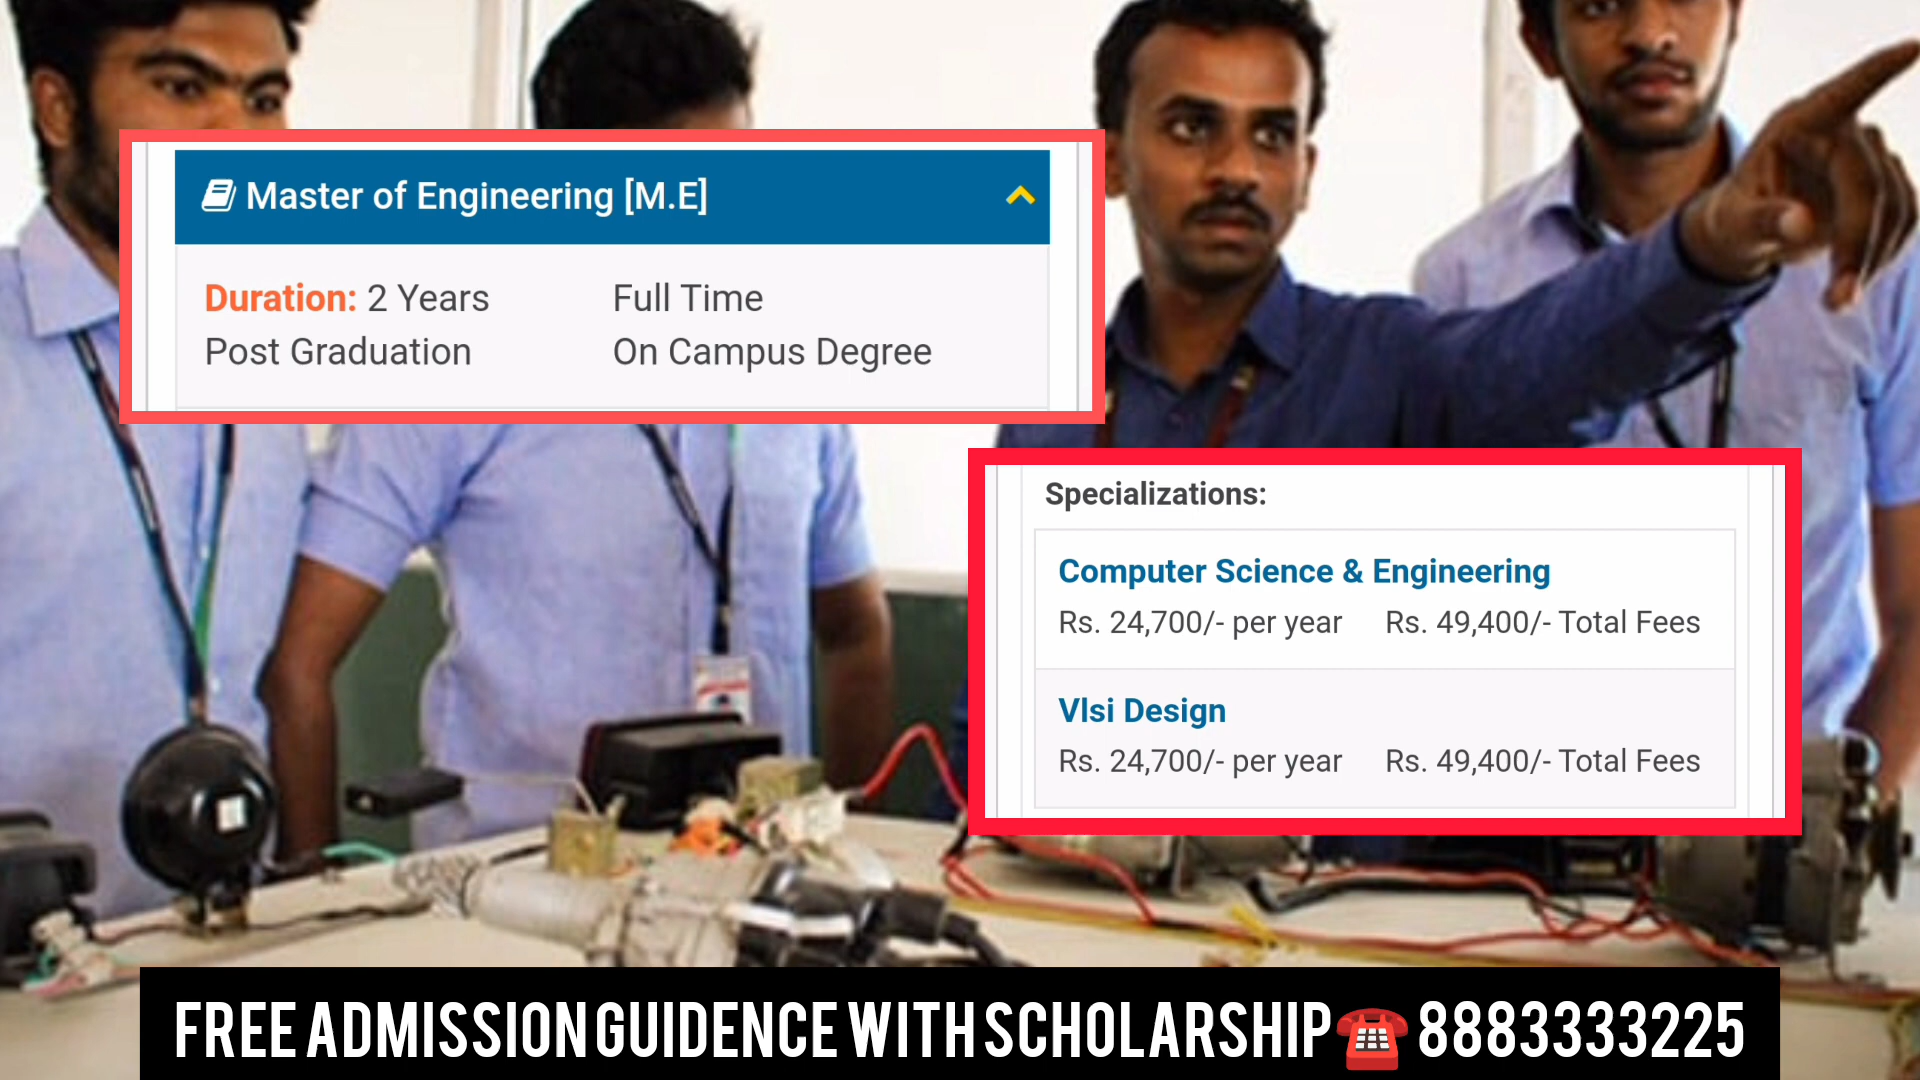 Master of Engineering [M.E]
Duration: 2 Years Full Time
Post Graduation On Campus Degree
Specializations:
Computer Science & Engineering
Rs. 24,700/- per year Rs. 49,400/- Total Fees
Vlsi Design
Rs. 24,700/- per year Rs. 49,400/- Total Fees
FREE ADMISSION GUIDENCE WITH SCHOLARSHIP☎️ 8883333225